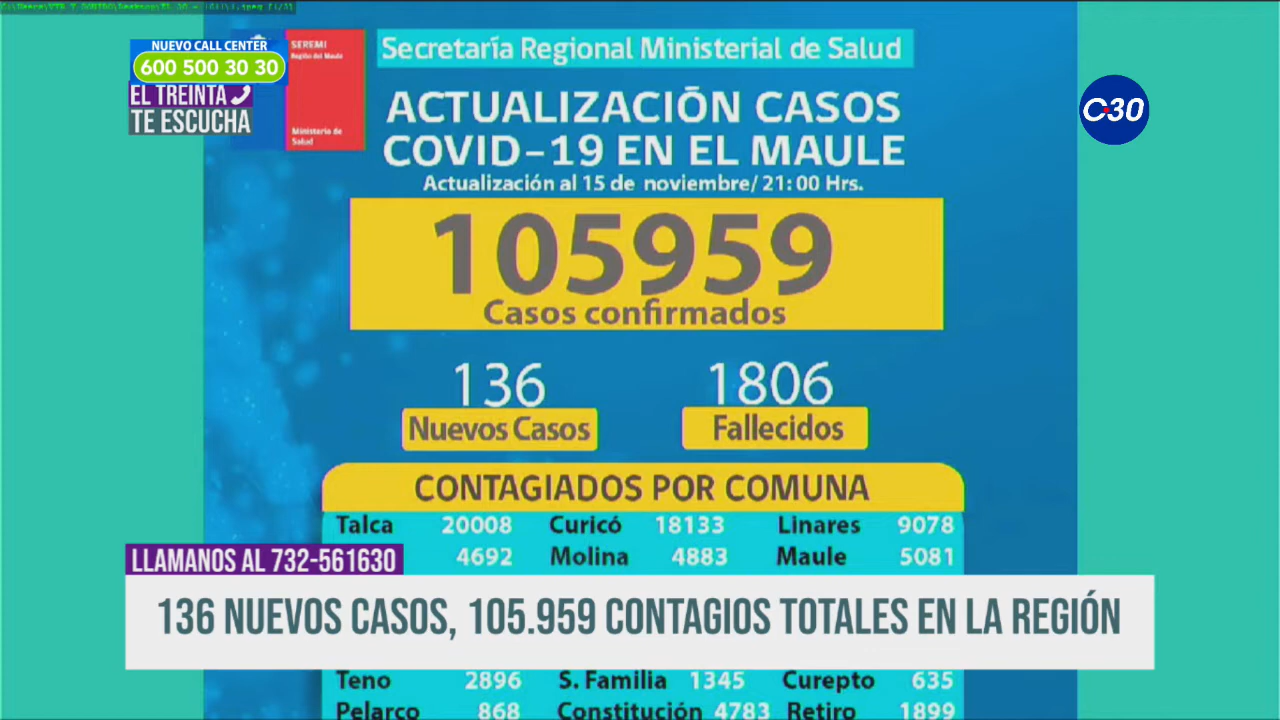 NUEVO CALL CENTER
600 500 30 30
EL TREINTA
TE ESCUCHA
SEREMI
Región del Maule
Ministerio de
Salud
Secretaría Regional Ministerial de Salud
C30
ACTUALIZACIÓN CASOS
COVID-19 EN EL MAULE
Actualización al 15 de noviembre/ 21:00 Hrs.
105959
Casos confirmados
136 1806
Nuevos Casos Fallecidos
CONTAGIADOS POR COMUNA
Talca 20008 Curicó 18133 Linares 9078
4692 Molina 4883 Maule 5081
LLAMANOS AL 732-561630
136 NUEVOS CASOS, 105.959 CONTAGIOS TOTALES EN LA REGIÓN
Teno 2896 S. Familia 1345 Curepto 635
Pelarco 868 Constitución 4783 Retiro 1899